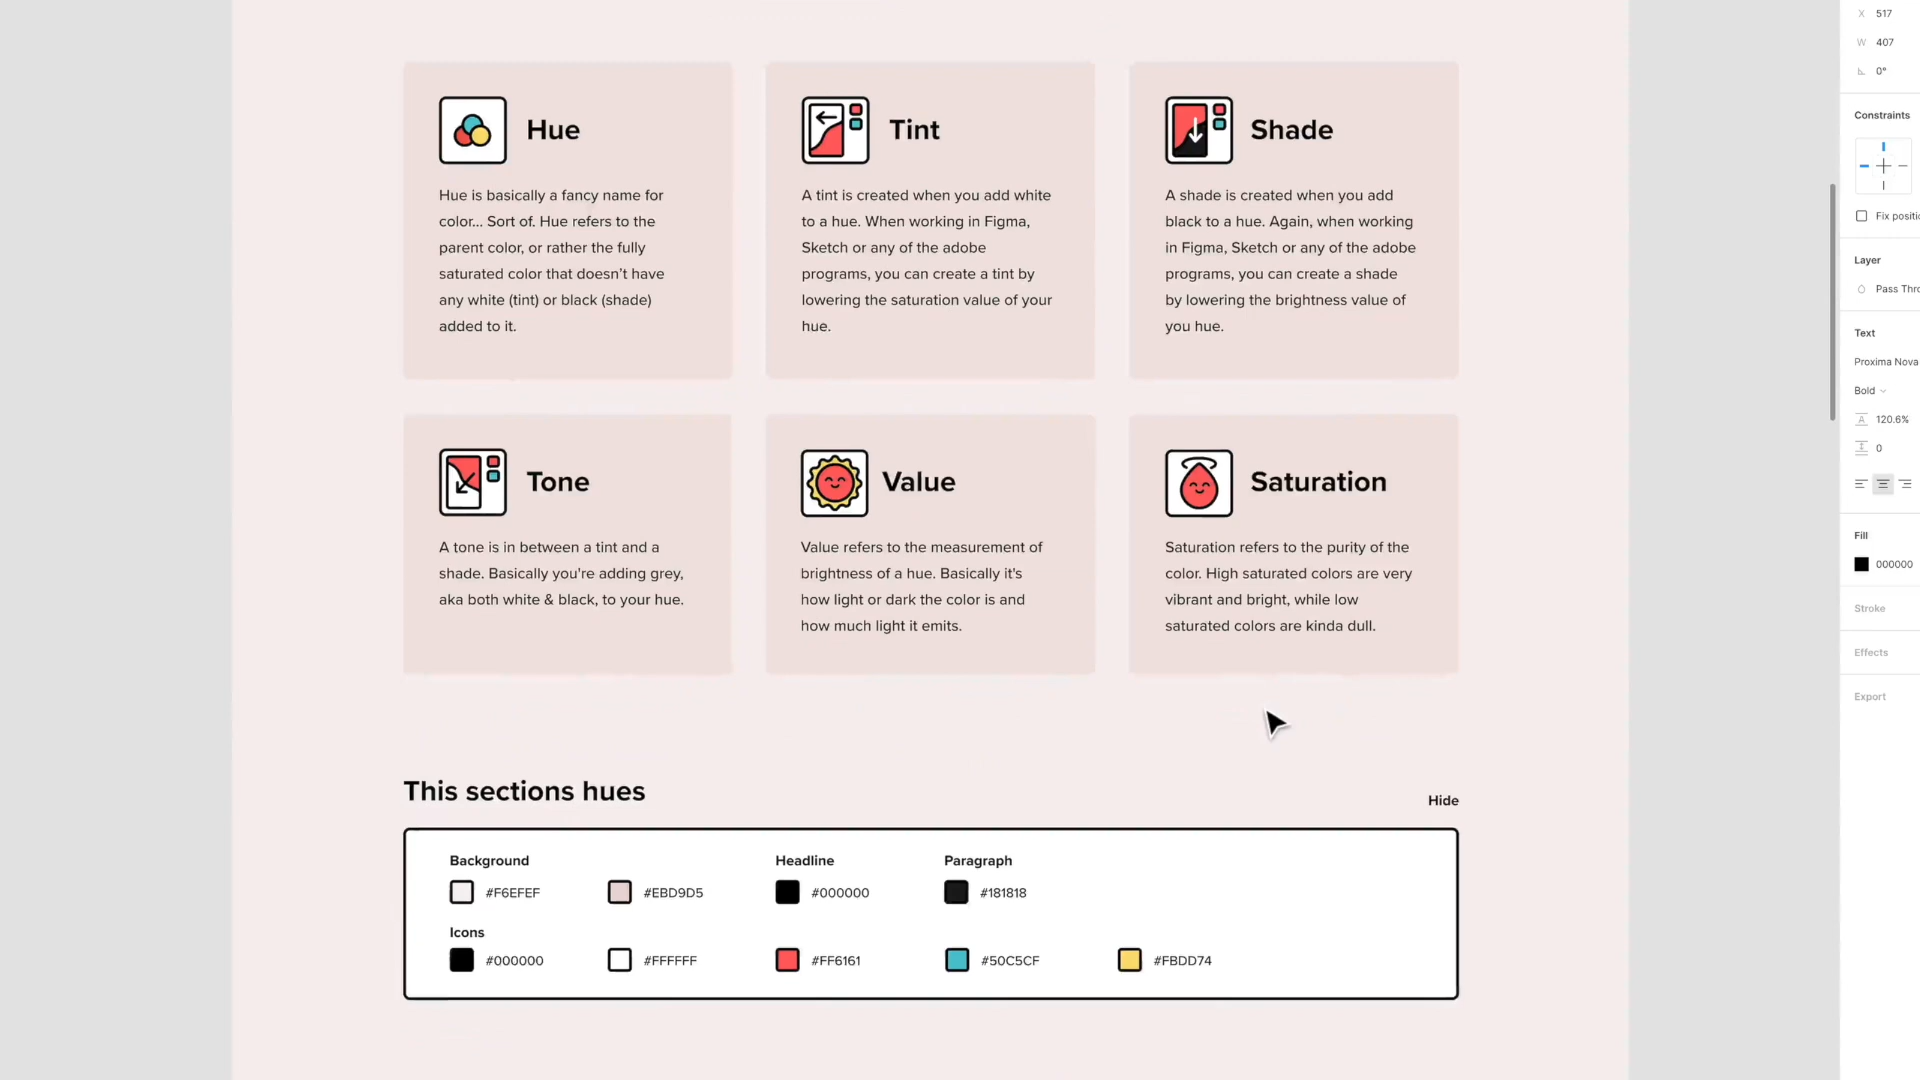 Hue
Hue is basically a fancy name for
color... Sort of. Hue refers to the
parent color, or rather the fully
saturated color that doesn't have
any white (tint) or black (shade)
added to it.
Tint
A tint is created when you add white
to a hue. When working in Figma,
Sketch or any of the adobe
programs, you can create a tint by
lowering the saturation value of your
hue.
Shade
A shade is created when you add
black to a hue. Again, when working
in Figma, Sketch or any of the adobe
programs, you can create a shade
by lowering the brightness value of
you hue.
Tone
A tone is in between a tint and a
shade. Basically you're adding grey,
aka both white & black, to your hue.
Value
Value refers to the measurement of
brightness of a hue. Basically it's
how light or dark the color is and
how much light it emits.
Saturation
Saturation refers to the purity of the
color. High saturated colors are very
vibrant and bright, while low
saturated colors are kinda dull.
This sections hues
Hide
Background
#F6EFEF
#EBD9D5
Headline
#000000
Paragraph
#181818
Icons
#000000
#FFFFFF
#FF6161
#50C5CF
#FBDD74
X 517
W 407
0°
Constraints
Fix positio
Layer
Pass Thro
Text
Proxima Nova
Bold
120.6%
0
Fill
000000
Stroke
Effects
Export